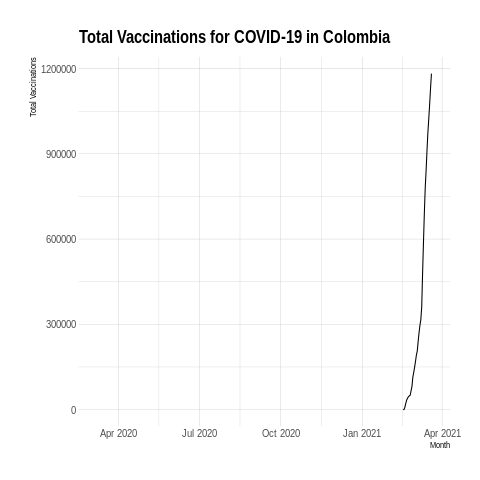 Total Vaccinations for COVID-19 in Colombia
Total Vaccinations
1200000
900000
600000
300000
0
Apr 2020 Jul 2020 Oct 2020 Jan 2021 Apr 2021
Month